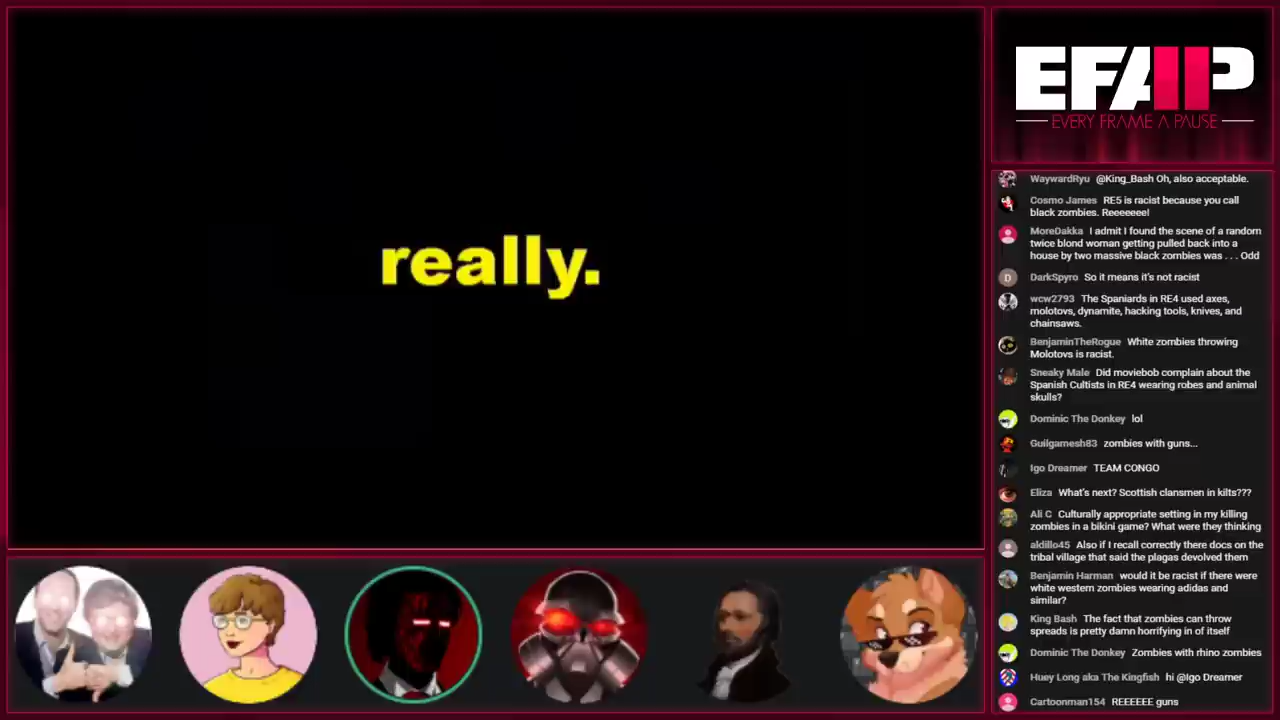 really.
EFAP
EVERY FRAME A PAUSE
WaywardRyu @King_Bash Oh, also acceptable.
Cosmo James RE5 is racist because you call
black zombies. Reeeeeee!
MoreDakka I admit I found the scene of a random
twice blond woman getting pulled back into a
house by two massive black zombies was . . . Odd
D
DarkSpyro So it means it's not racist
wcw2793 The Spaniards in RE4 used axes,
molotovs, dynamite, hacking tools, knives, and
chainsaws.
BenjaminTheRogue White zombies throwing
Molotovs is racist.
Sneaky Male Did moviebob complain about the
Spanish Cultists in RE4 wearing robes and animal
skulls?
Dominic The Donkey lol
Guilgamesh83 zombies with guns...
Igo Dreamer TEAM CONGO
Eliza What's next? Scottish clansmen in kilts???
Ali C Culturally appropriate setting in my killing
zombies in a bikini game? What were they thinking
aldillo45 Also if I recall correctly there docs on the
tribal village that said the plagas devolved them
Benjamin Harman would it be racist if there were
white western zombies wearing adidas and
similar?
King Bash The fact that zombies can throw
spreads is pretty damn horrifying in of itself
Dominic The Donkey Zombies with rhino zombies
Huey Long aka The Kingfish hi @Igo Dreamer
Cartoonman154 REEEEEE guns